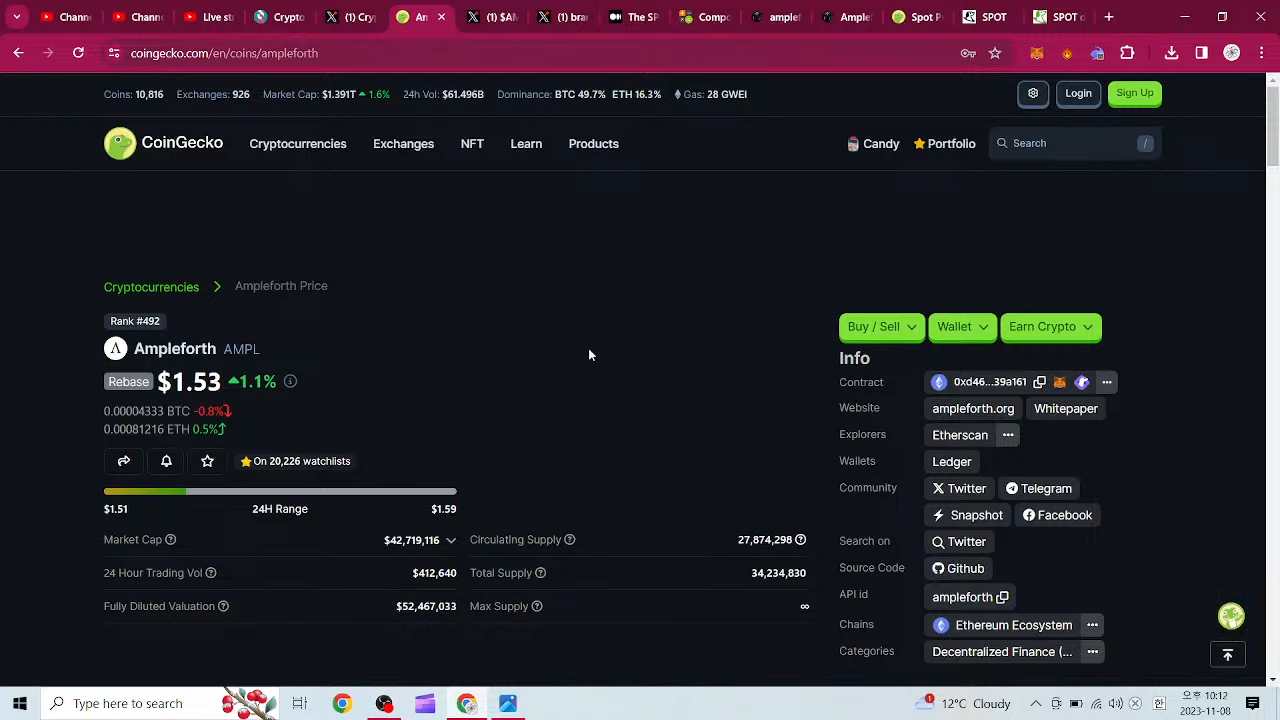 Channe
Channe
Live st
Crypto
(1) Cry
An
(1) $AM
(1) bra
The SP
Compo
amplef
Amplef
Spot P
SPOT
SPOT d
coingecko.com/en/coins/ampleforth
Coins: 10,816 Exchanges: 926 Market Cap: $1.391T 1.6% 24h Vol: $61.496B Dominance: BTC 49.7% ETH 16.3% Gas: 28 GWEI
Login
Sign Up
CoinGecko
Cryptocurrencies
Exchanges
NFT
Learn
Products
Candy
Portfolio
Search /
Cryptocurrencies > Ampleforth Price
Rank #492
Ampleforth AMPL
Rebase $1.53 1.1%
0.00004333 BTC -0.8%
0.00081216 ETH 0.5%
On 20,226 watchlists
$1.51 24H Range $1.59
Market Cap $42,719,116
24 Hour Trading Vol $412,640
Fully Diluted Valuation $52,467,033
Circulating Supply 27,874,298
Total Supply 34,234,830
Max Supply ∞
Buy / Sell
Wallet
Earn Crypto
Info
Contract 0xd46...39a161
Website ampleforth.org Whitepaper
Explorers Etherscan
Wallets Ledger
Community Twitter Telegram
Snapshot Facebook
Search on Twitter
Source Code Github
API id ampleforth
Chains Ethereum Ecosystem
Categories Decentralized Finance (...
Type here to search
1
12°C Cloudy
오후 10:12
2023-11-08